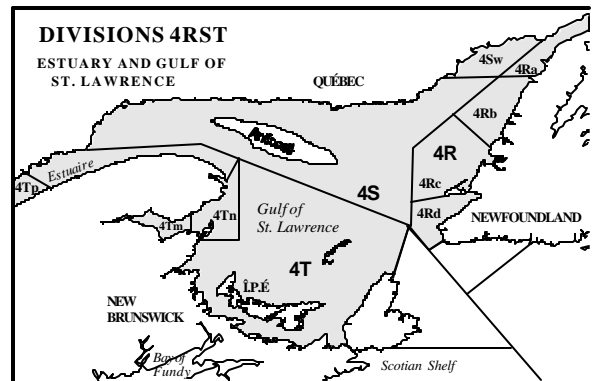 DIVISIONS 4RST
ESTUARY AND GULF OF
ST. LAWRENCE
QUÉBEC
4Sw
4Ra
4Rb
Anticosti
4R
Estuaire
4Tp
4S
4Rc
4Rd
4Tn
4Tm
Gulf of
St. Lawrence
NEWFOUNDLAND
4T
Î.P.É
NEW
BRUNSWICK
Bay of
Fundy
Scotian Shelf